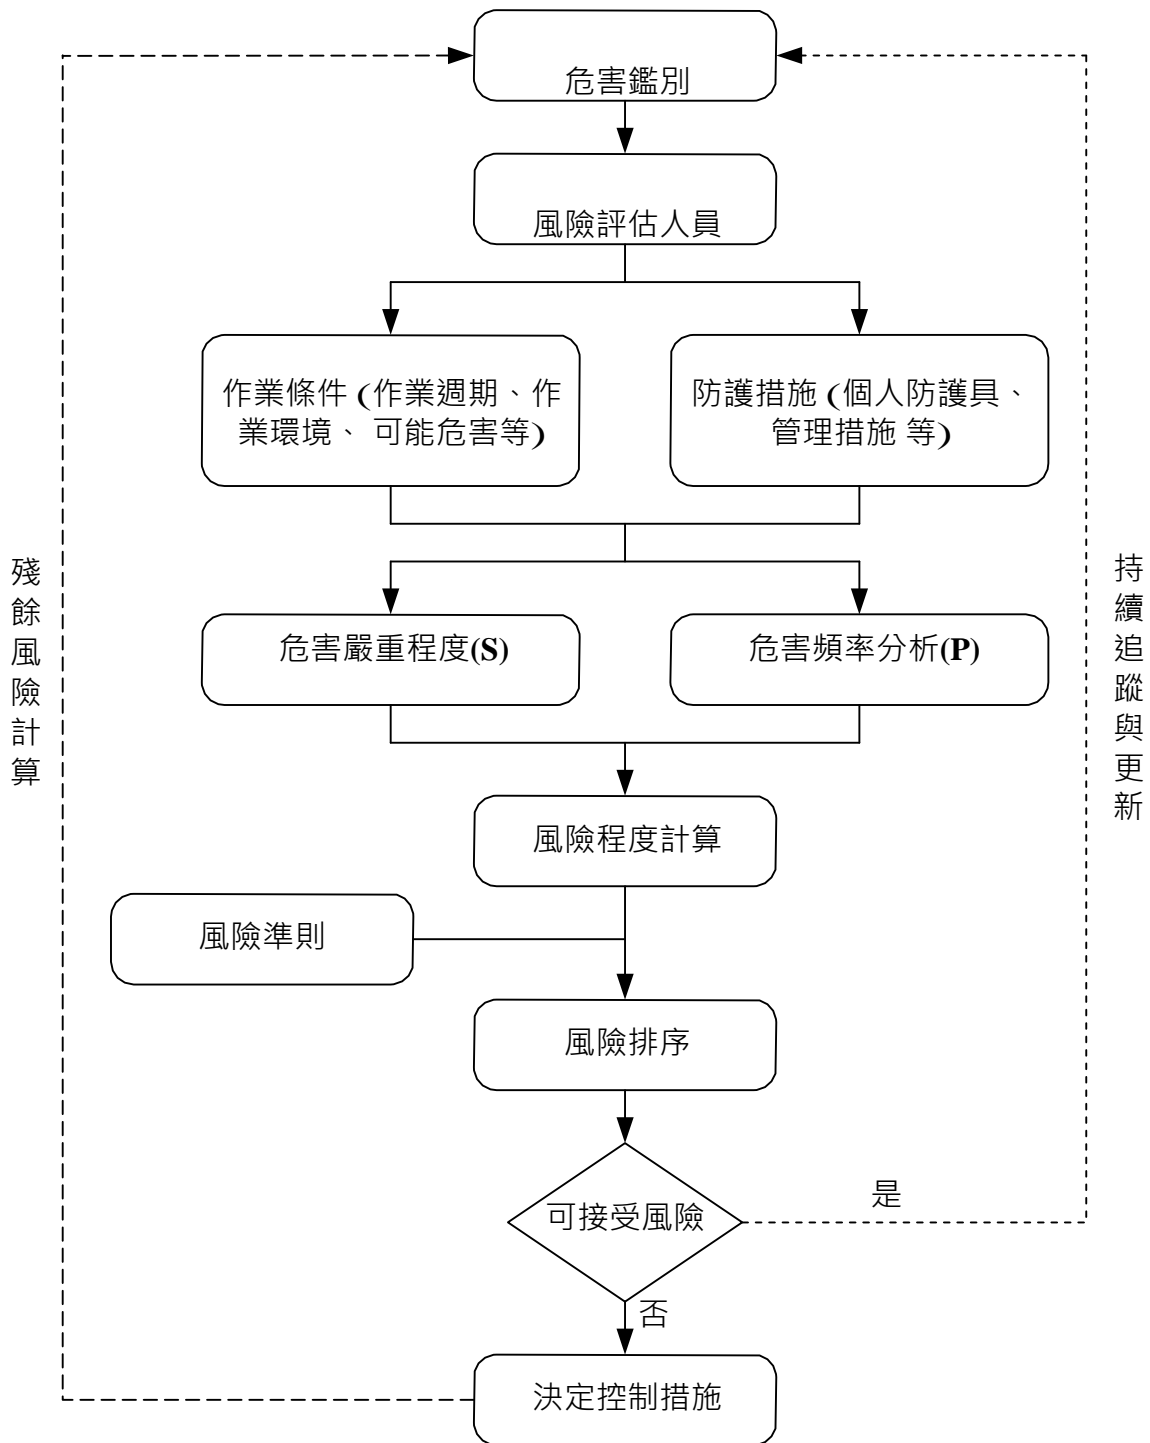 危害鑑別
風險評估人員
作業條件 (作業週期、作
業環境、 可能危害等)
防護措施 (個人防護具、
管理措施 等)
殘餘風險計算
持續追蹤與更新
危害嚴重程度(S)
危害頻率分析(P)
風險程度計算
風險準則
風險排序
可接受風險
是
否
決定控制措施